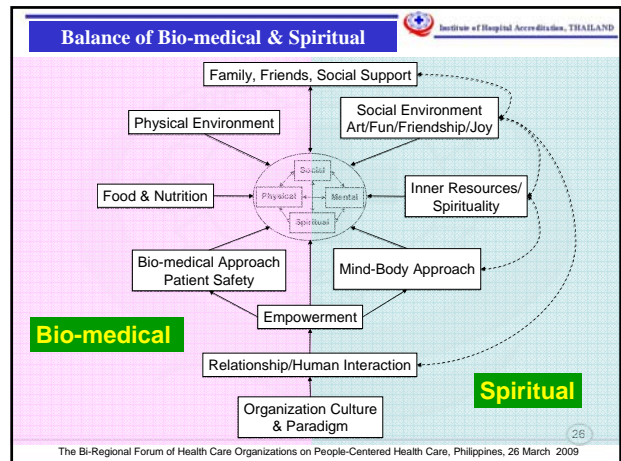 Balance of Bio-medical & Spiritual
Institute of Hospital Accreditation, THAILAND
Family, Friends, Social Support
Physical Environment
Social Environment
Art/Fun/Friendship/Joy
Social
Physical
Mental
Spiritual
Food & Nutrition
Inner Resources/
Spirituality
Bio-medical Approach
Patient Safety
Mind-Body Approach
Empowerment
Bio-medical
Relationship/Human Interaction
Spiritual
Organization Culture
& Paradigm
26
The Bi-Regional Forum of Health Care Organizations on People-Centered Health Care, Philippines, 26 March 2009